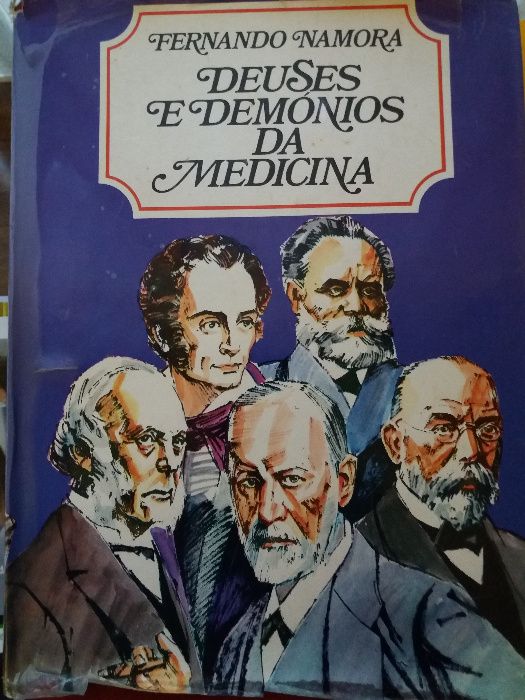 FERNANDO NAMORA
DEUSES
E DEMÓNIOS
DA
MEDICINA